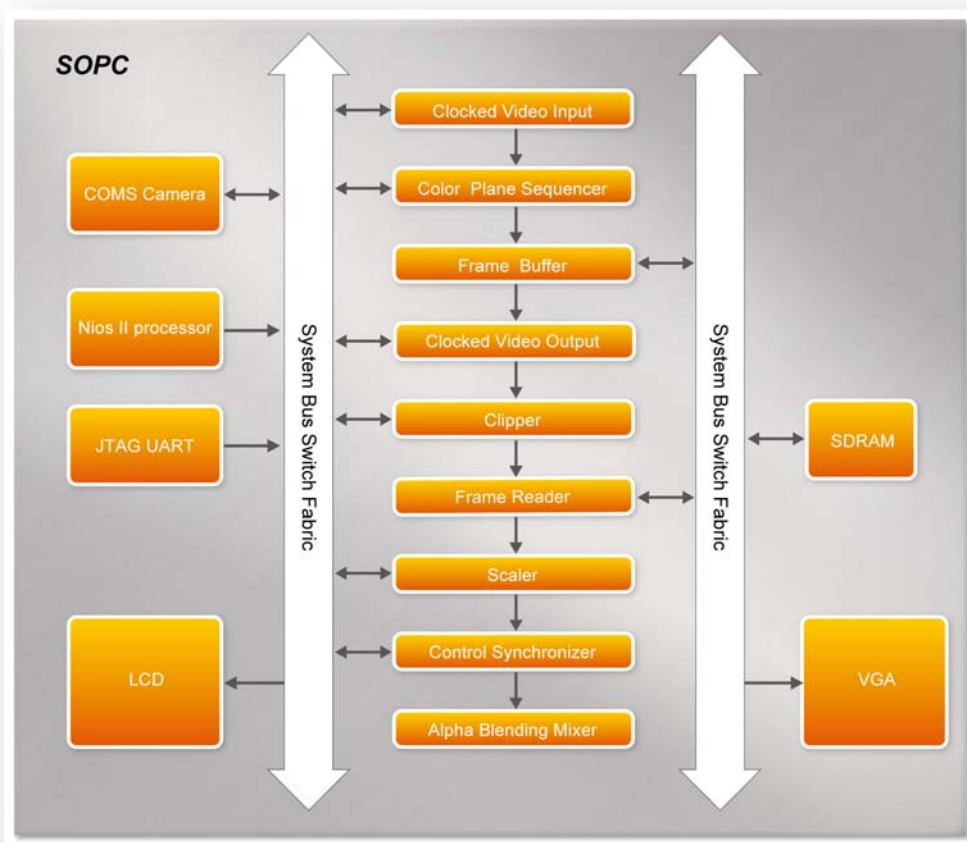 SOPC
Clocked Video Input
COMS Camera
Color Plane Sequencer
Frame Buffer
Nios II processor
Clocked Video Output
System Bus Switch Fabric
System Bus Switch Fabric
JTAG UART
Clipper
SDRAM
Frame Reader
Scaler
LCD
Control Synchronizer
VGA
Alpha Blending Mixer